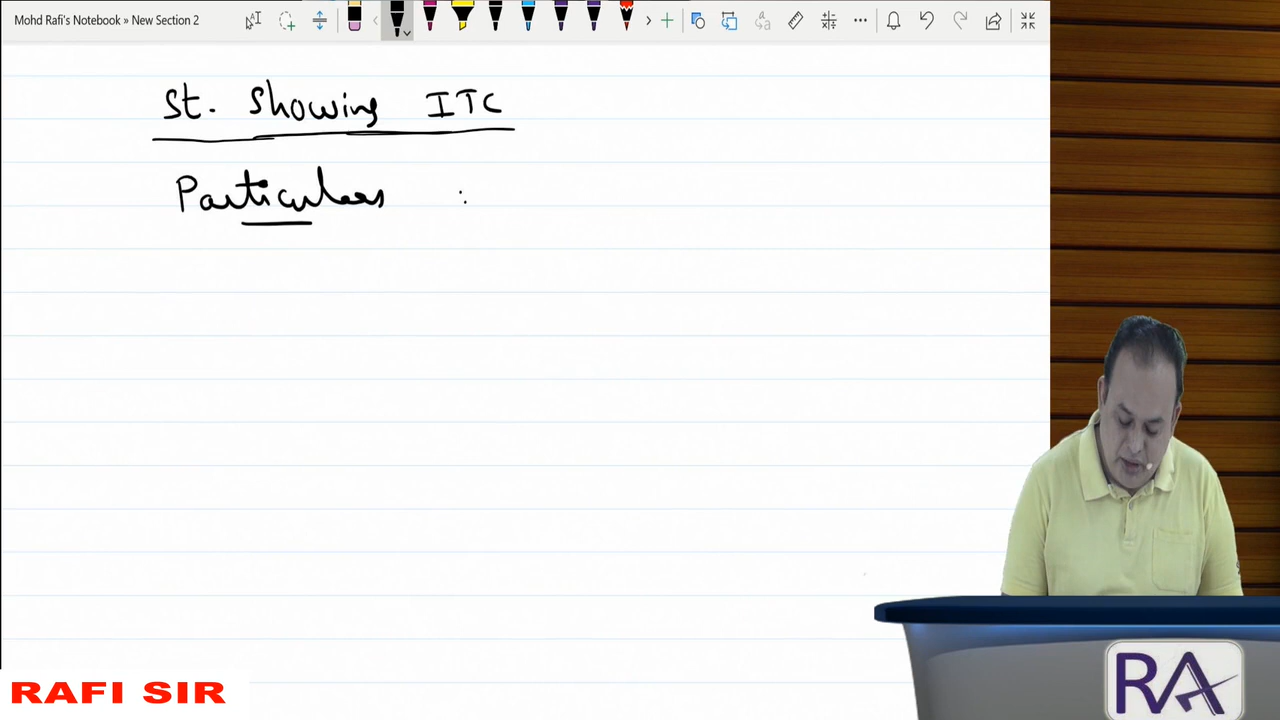 Mohd Rafi's Notebook » New Section 2
St. Showing ITC
Particulars
RA
RAFI SIR